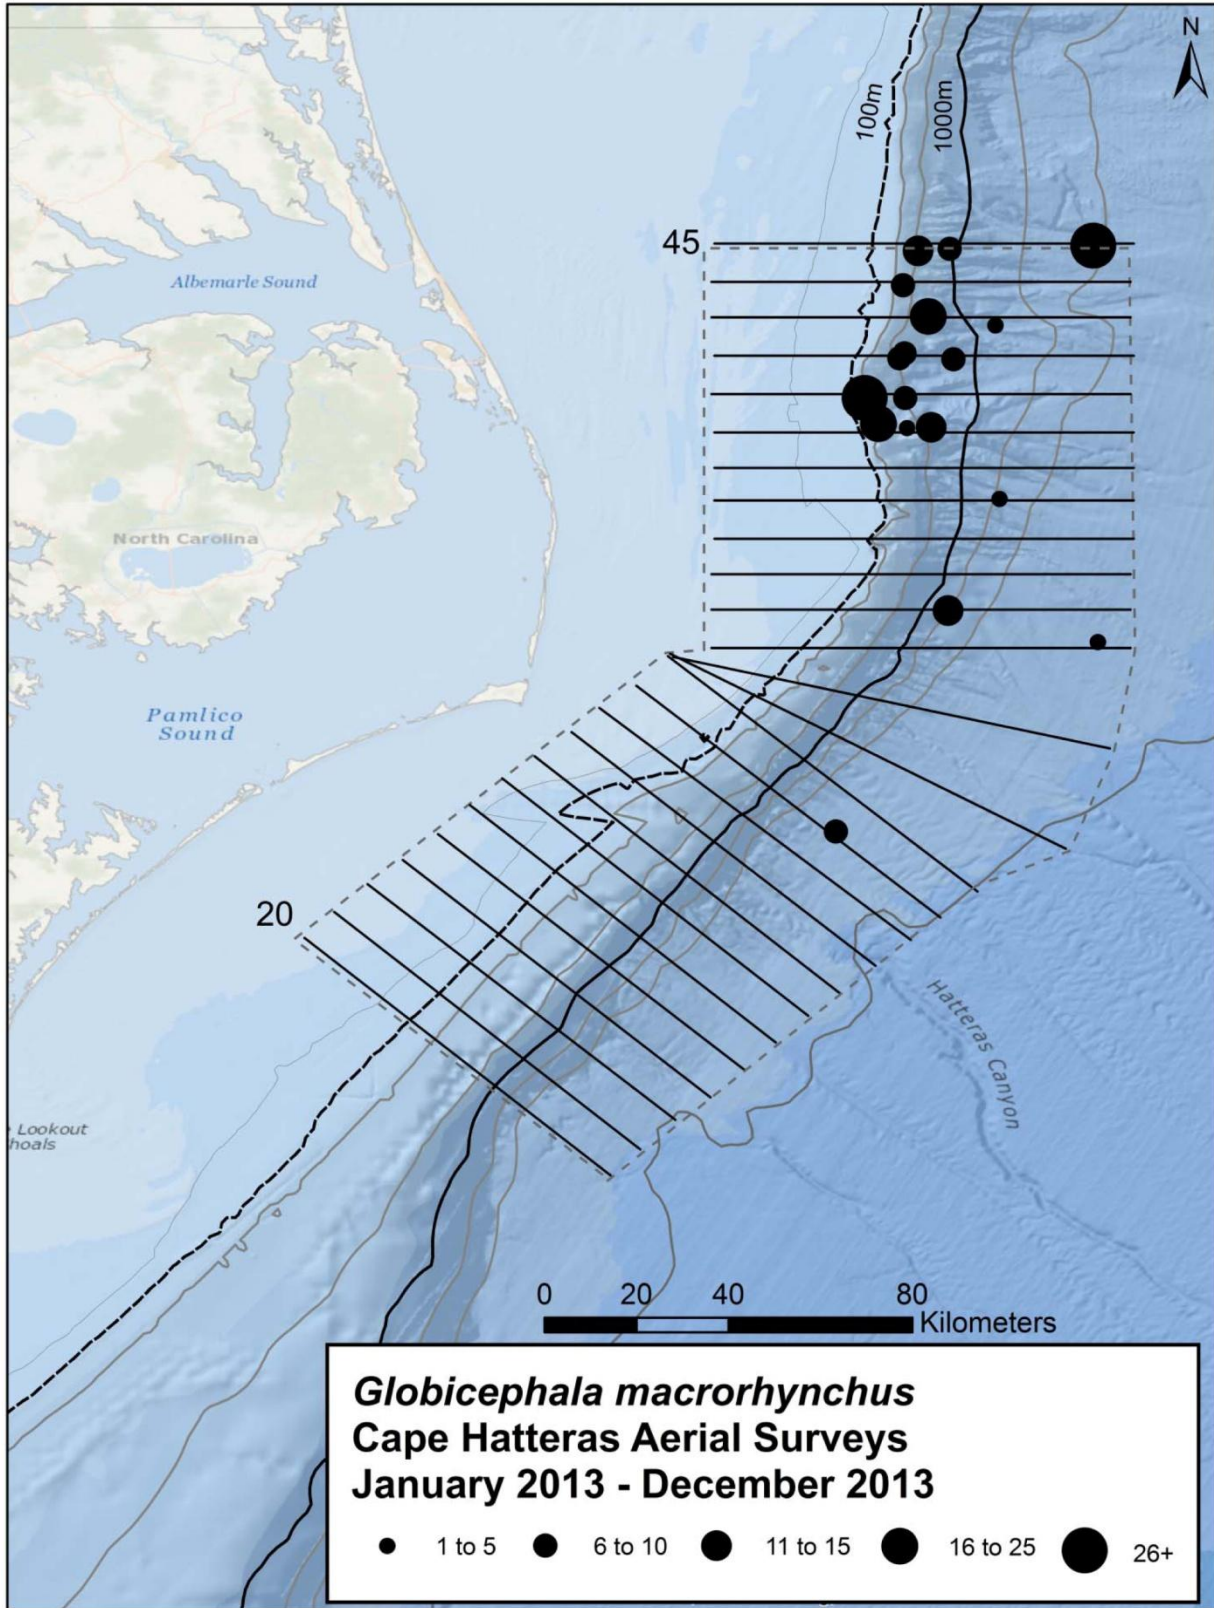 N
100m
1000m
45
Albemarle Sound
North Carolina
Pamlico
Sound
20
Hatteras Canyon
Lookout
hoals
0 20 40 80
Kilometers
Globicephala macrorhynchus
Cape Hatteras Aerial Surveys
January 2013 - December 2013
1 to 5 6 to 10 11 to 15 16 to 25 26+